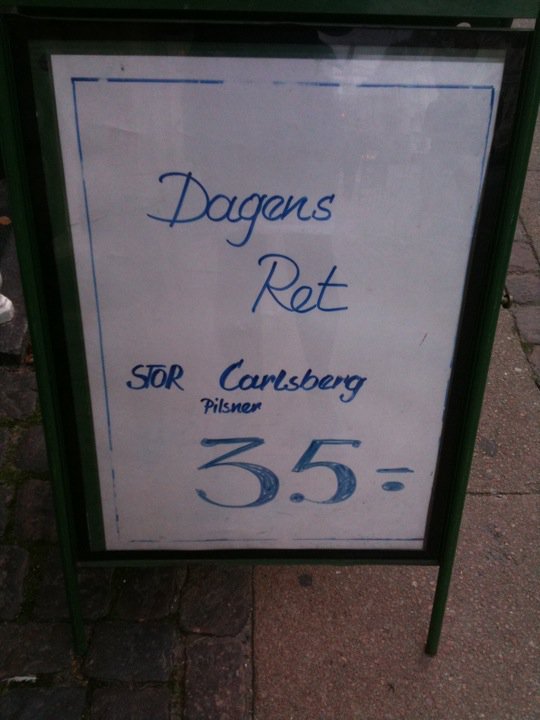 Dagens
Ret
STOR Carlsberg
Pilsner
35.-